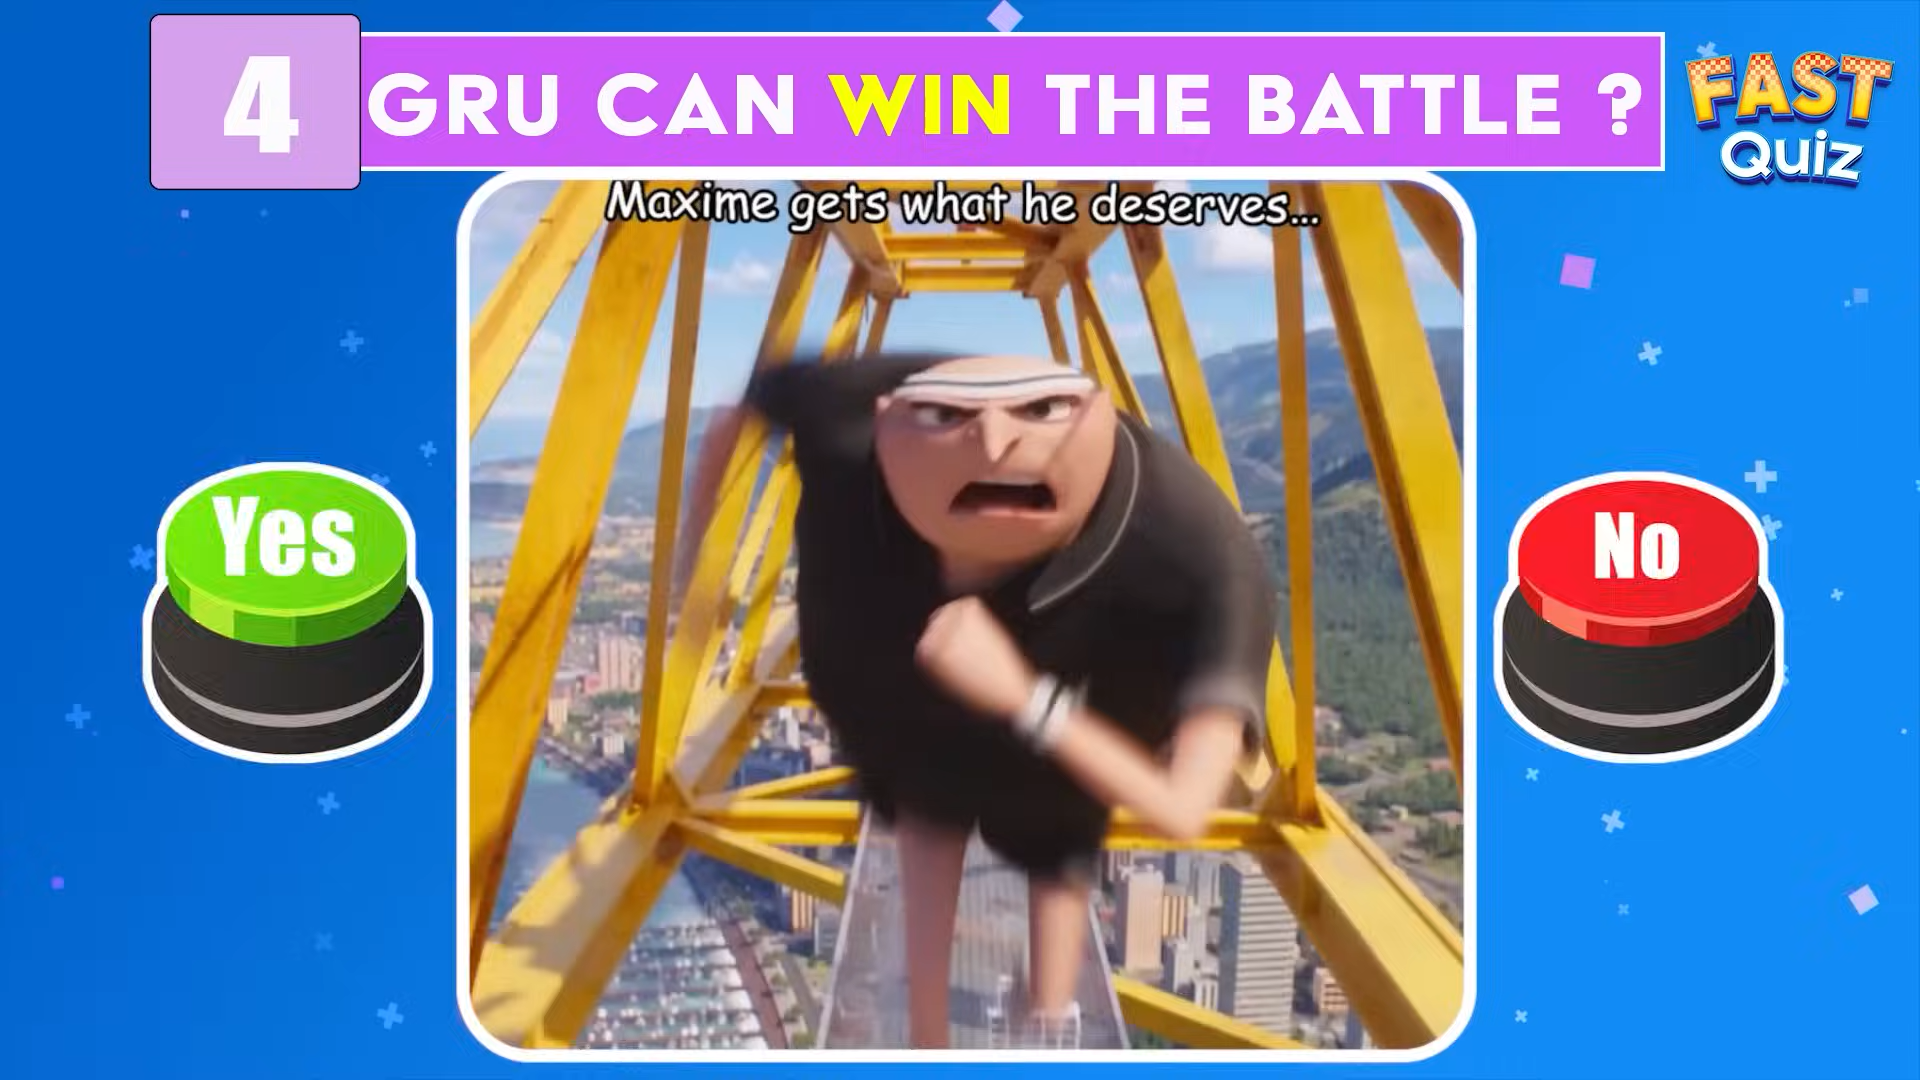 4
GRU CAN WIN THE BATTLE ?
FAST
Quiz
Maxime gets what he deserves...
Yes
No